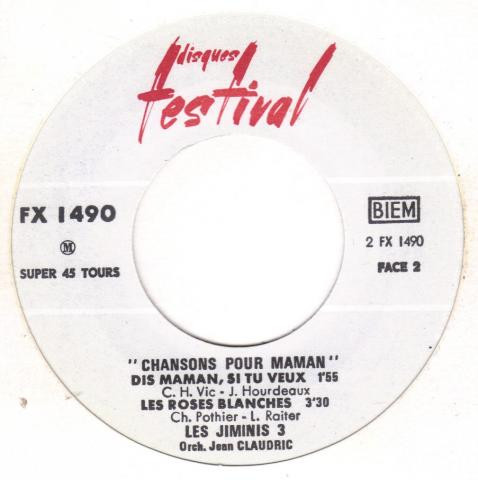 disques
festival
FX 1490
M
SUPER 45 TOURS
BIEM
2 FX 1490
FACE 2
"CHANSONS POUR MAMAN"
DIS MAMAN, SI TU VEUX 1'55
C. H. Vic - J. Hourdeaux
LES ROSES BLANCHES 3'30
Ch. Pothier - L. Raiter
LES JIMINIS 3
Orch. Jean CLAUDRIC